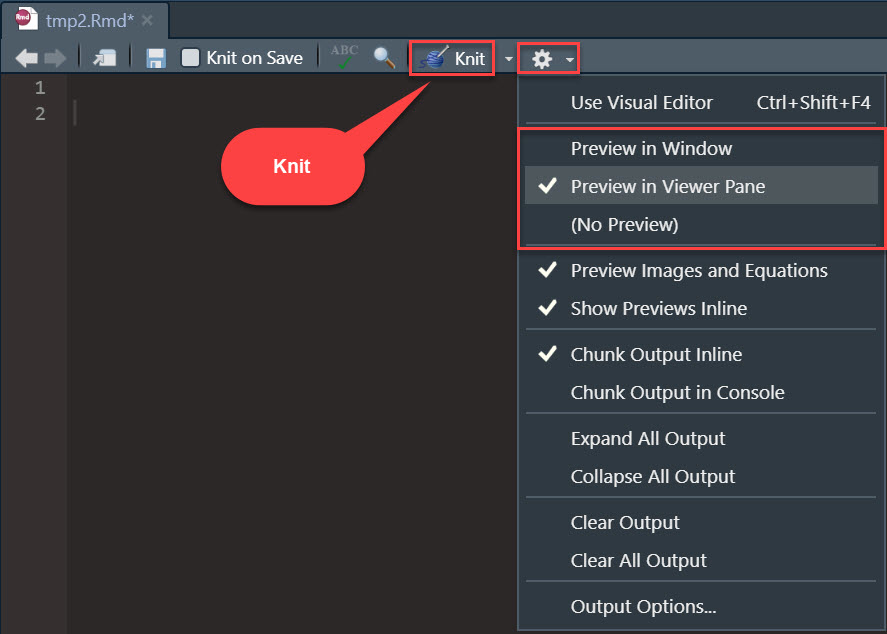 Rmd
tmp2.Rmd*
Knit on Save
ABC
Knit
1
2
Knit
Use Visual Editor Ctrl+Shift+F4
Preview in Window
Preview in Viewer Pane
(No Preview)
Preview Images and Equations
Show Previews Inline
Chunk Output Inline
Chunk Output in Console
Expand All Output
Collapse All Output
Clear Output
Clear All Output
Output Options...